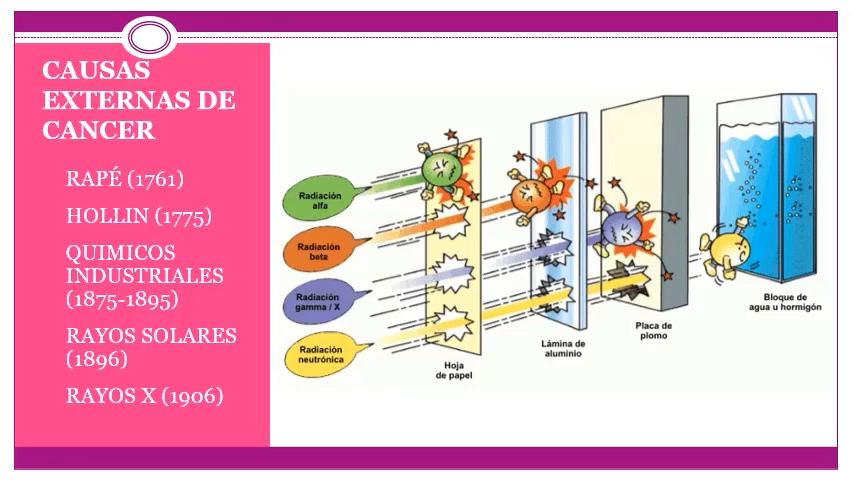 CAUSAS
EXTERNAS DE
CANCER
RAPÉ (1761)
HOLLIN (1775)
QUIMICOS
INDUSTRIALES
(1875-1895)
RAYOS SOLARES
(1896)
RAYOS X (1906)
Radiación
alfa
Radiación
beta
Radiación
gamma / X
Radiación
neutrónica
Hoja
de papel
Lámina de
aluminio
Placa de
plomo
Bloque de
agua u hormigón